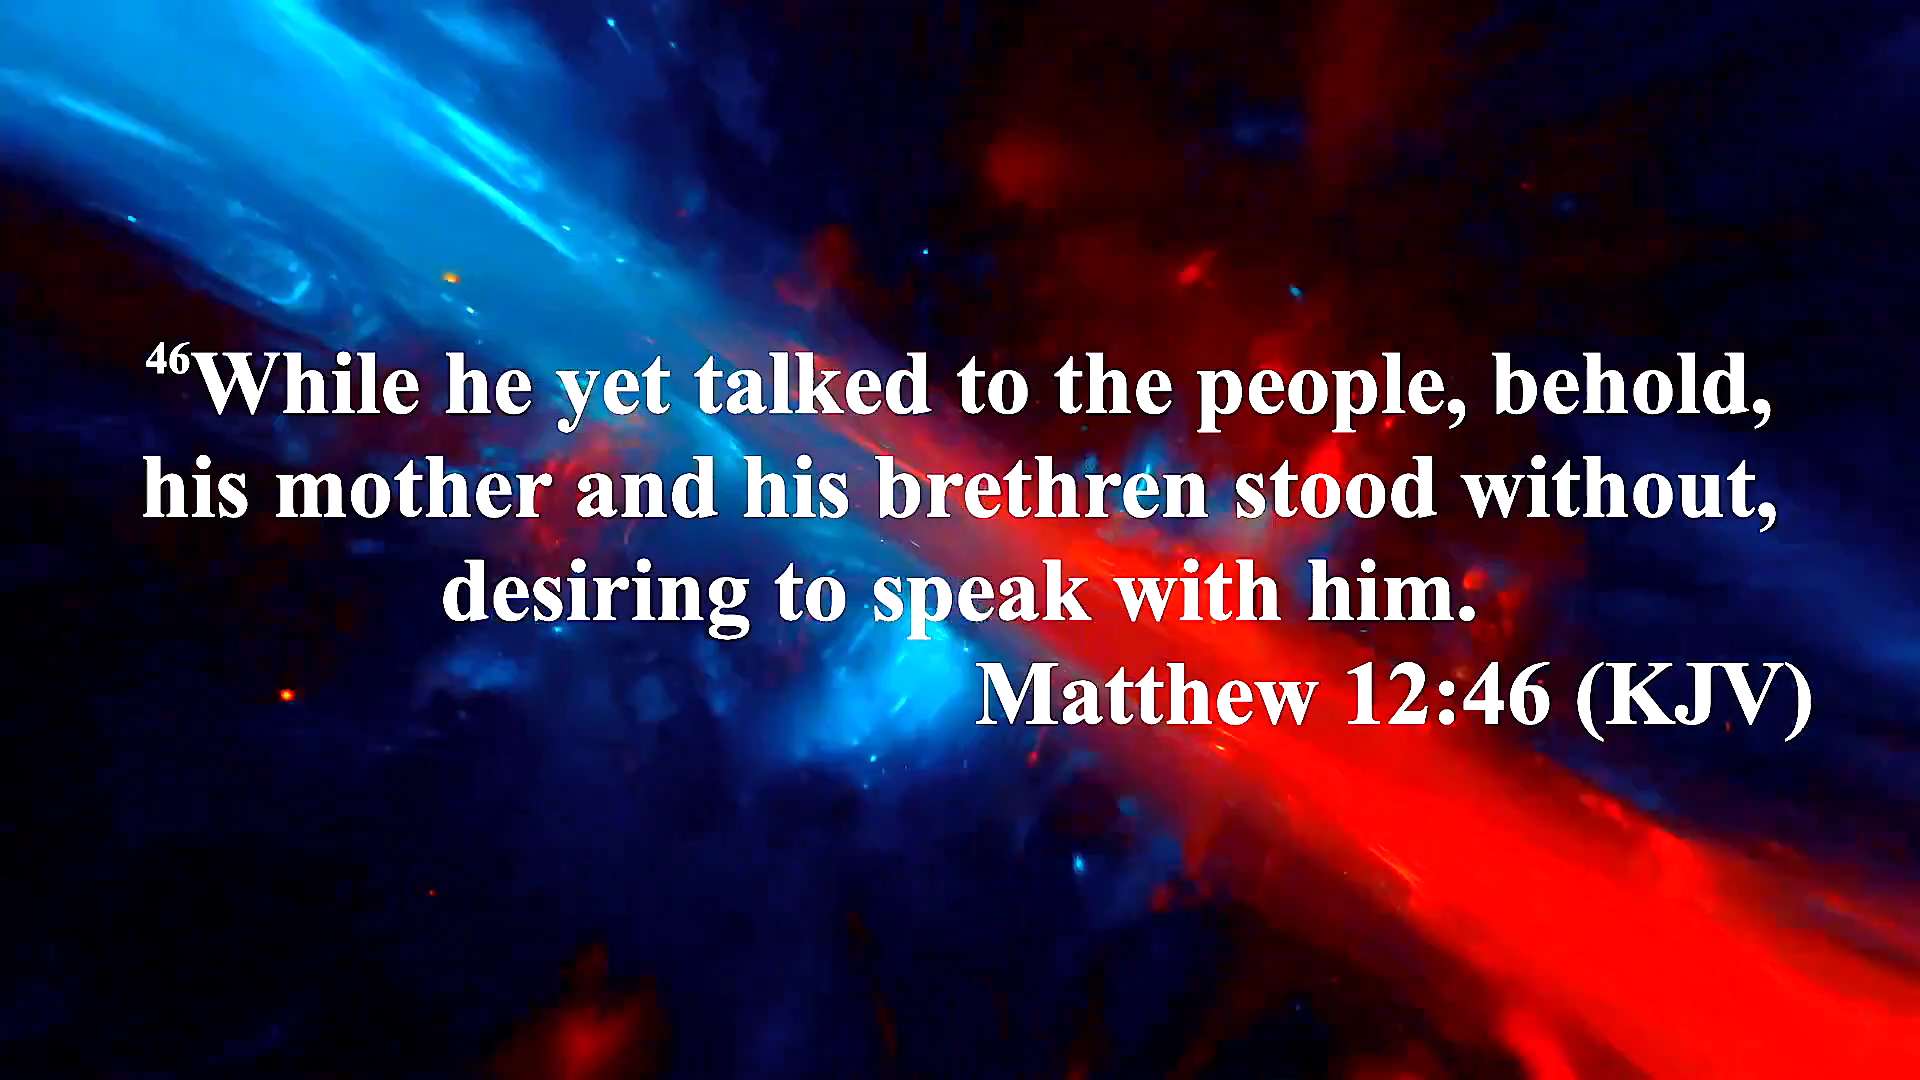 46While he yet talked to the people, behold,
his mother and his brethren stood without,
desiring to speak with him.
Matthew 12:46 (KJV)